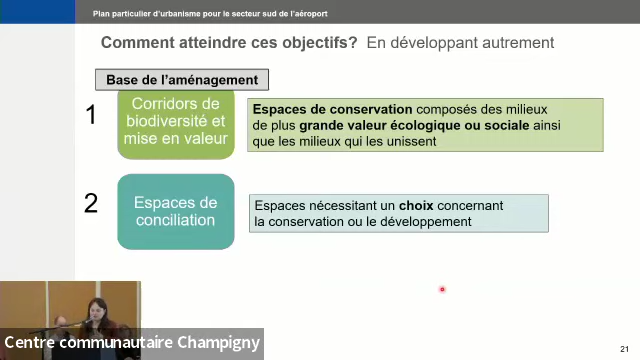 Plan particulier d'urbanisme pour le secteur sud de l'aéroport
Comment atteindre ces objectifs? En développant autrement
Base de l'aménagement
1
Corridors de
biodiversité et
mise en valeur
Espaces de conservation composés des milieux
de plus grande valeur écologique ou sociale ainsi
que les milieux qui les unissent
2
Espaces de
conciliation
Espaces nécessitant un choix concernant
la conservation ou le développement
Centre communautaire Champigny
21